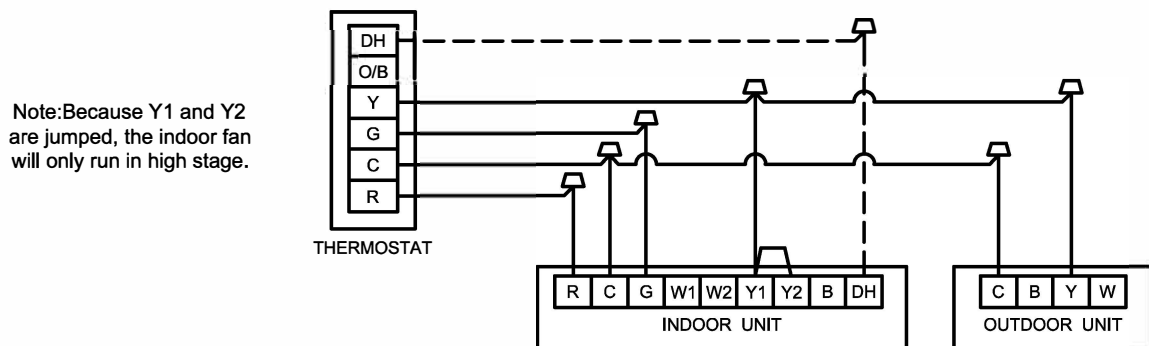 Note:Because Y1 and Y2
are jumped, the indoor fan
will only run in high stage.
DH
O/B
Y
G
C
R
THERMOSTAT
R C G W1 W2 Y1 Y2 B DH
INDOOR UNIT
C B Y W
OUTDOOR UNIT